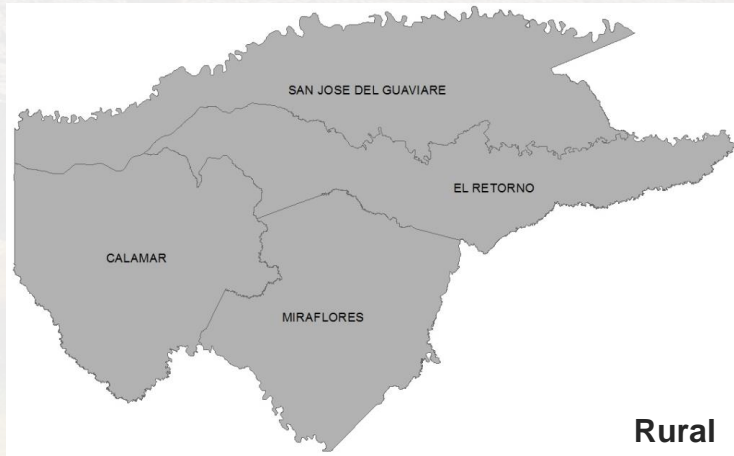 SAN JOSE DEL GUAVIARE
EL RETORNO
CALAMAR
MIRAFLORES
Rural